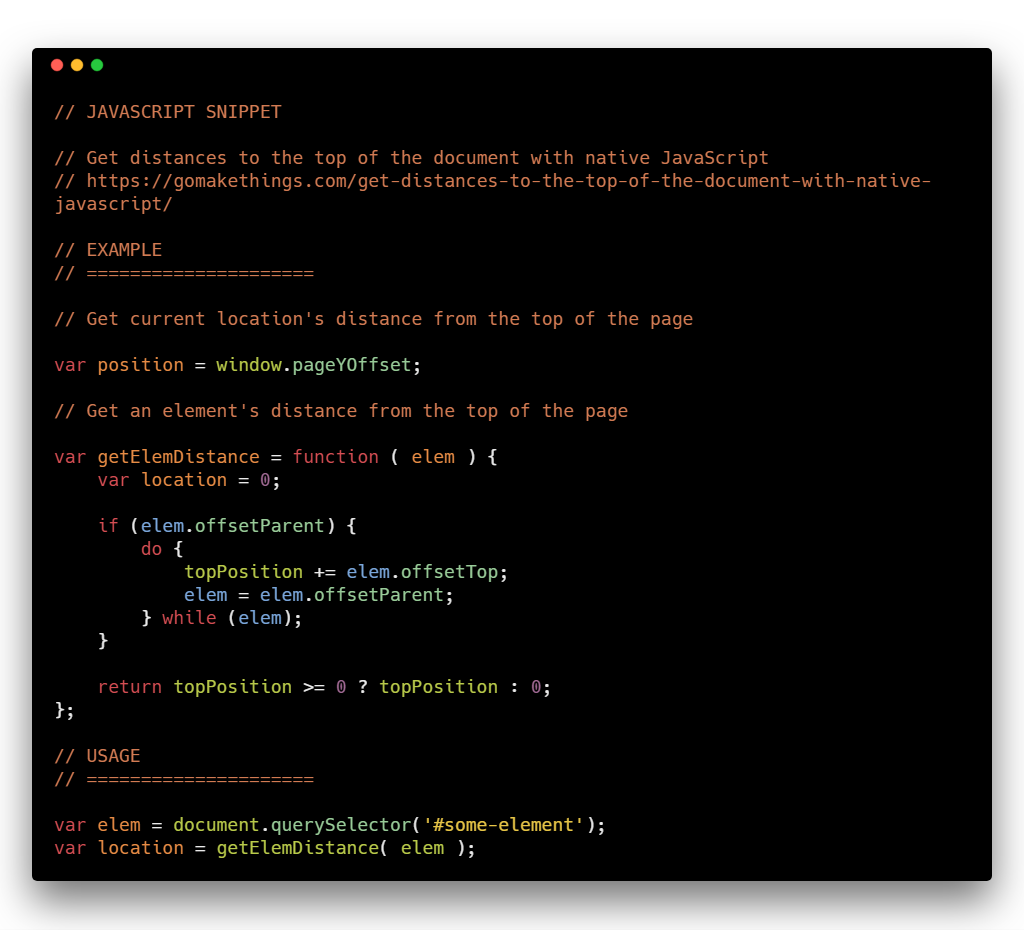 // JAVASCRIPT SNIPPET
// Get distances to the top of the document with native JavaScript
// https://gomakethings.com/get-distances-to-the-top-of-the-document-with-native-
javascript/
// EXAMPLE
// =====================
// Get current location's distance from the top of the page
var position = window.pageYOffset;
// Get an element's distance from the top of the page
var getElemDistance = function ( elem ) {
    var location = 0;
    if (elem.offsetParent) {
        do {
            topPosition += elem.offsetTop;
            elem = elem.offsetParent;
        } while (elem);
    }
    return topPosition >= 0 ? topPosition : 0;
};
// USAGE
// =====================
var elem = document.querySelector('#some-element');
var location = getElemDistance( elem );